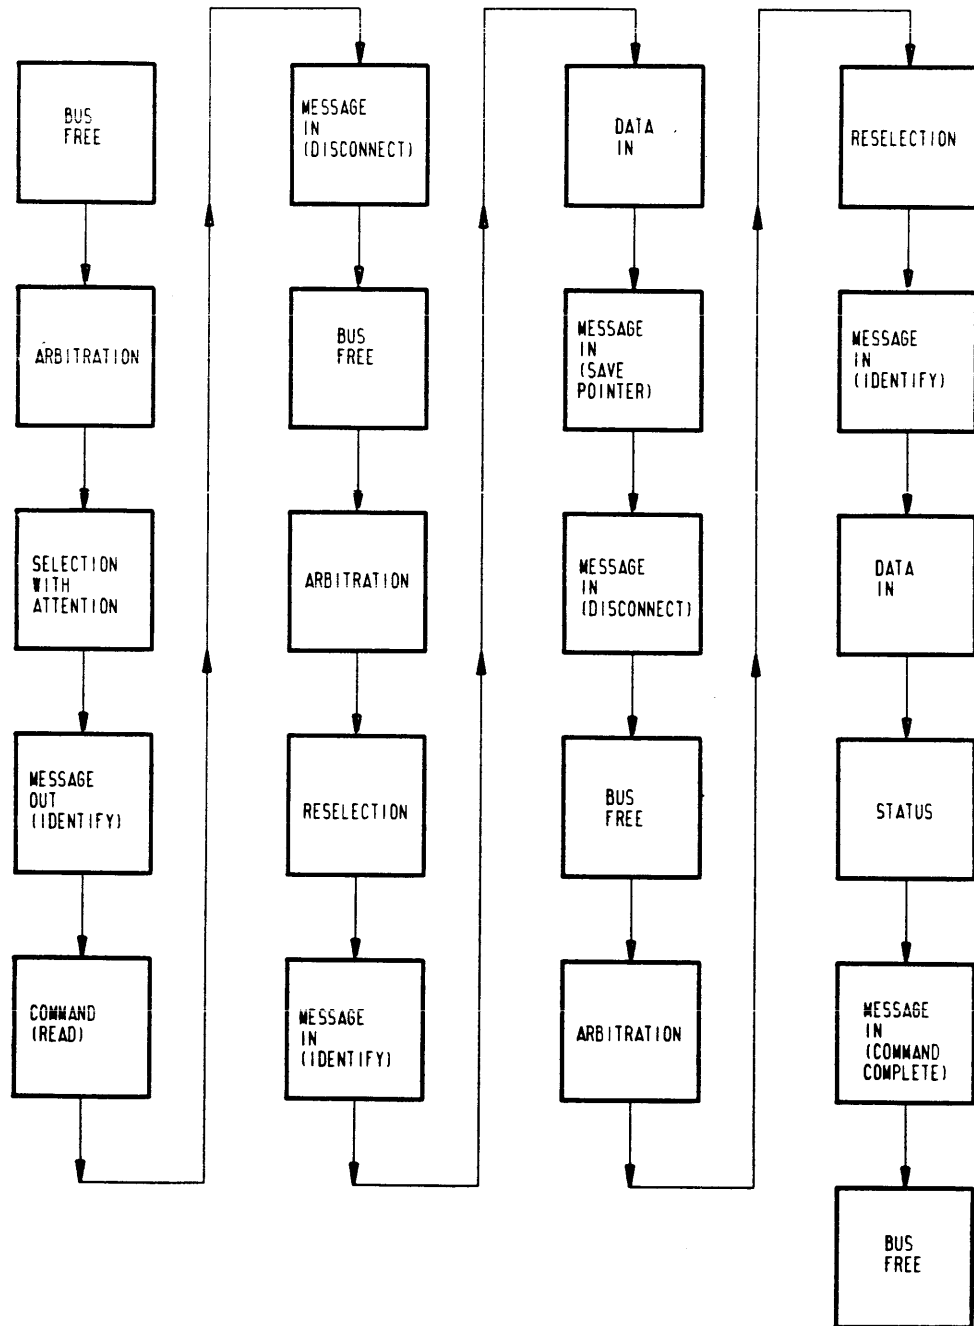 BUS
FREE
ARBITRATION
SELECTION
WITH
ATTENTION
MESSAGE
OUT
(IDENTIFY)
COMMAND
(READ)
MESSAGE
IN
(DISCONNECT)
BUS
FREE
ARBITRATION
RESELECTION
MESSAGE
IN
(IDENTIFY)
DATA
IN
MESSAGE
IN
(SAVE
POINTER)
MESSAGE
IN
(DISCONNECT)
BUS
FREE
ARBITRATION
RESELECTION
MESSAGE
IN
(IDENTIFY)
DATA
IN
STATUS
MESSAGE
IN
(COMMAND
COMPLETE)
BUS
FREE